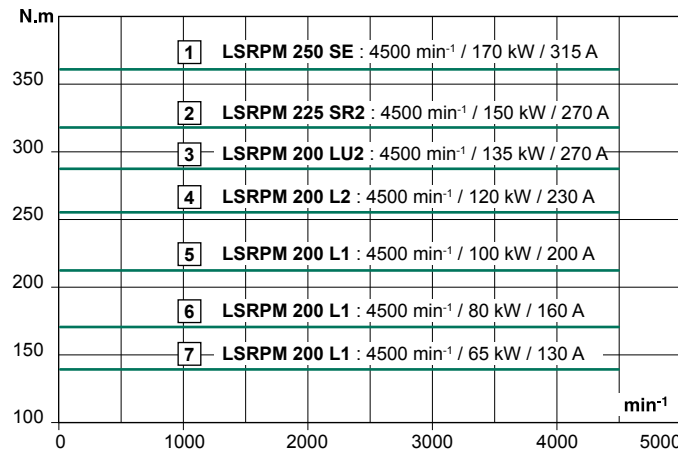 N.m
1 LSRPM 250 SE : 4500 min⁻¹ / 170 kW / 315 A
350
2 LSRPM 225 SR2 : 4500 min⁻¹ / 150 kW / 270 A
300
3 LSRPM 200 LU2 : 4500 min⁻¹ / 135 kW / 270 A
4 LSRPM 200 L2 : 4500 min⁻¹ / 120 kW / 230 A
250
5 LSRPM 200 L1 : 4500 min⁻¹ / 100 kW / 200 A
200
6 LSRPM 200 L1 : 4500 min⁻¹ / 80 kW / 160 A
150
7 LSRPM 200 L1 : 4500 min⁻¹ / 65 kW / 130 A
min⁻¹
100
0 1000 2000 3000 4000 5000